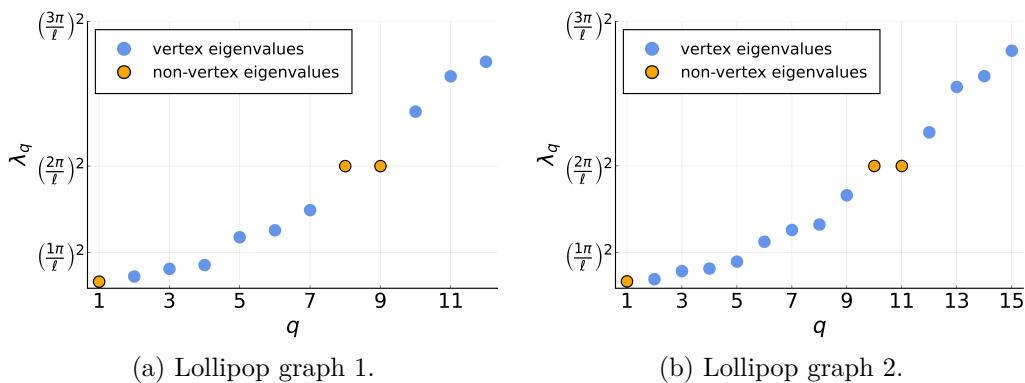 (3π/ℓ)²
(2π/ℓ)²
(1π/ℓ)²
λq
vertex eigenvalues
non-vertex eigenvalues
1 3 5 7 9 11
q
(a) Lollipop graph 1.
(3π/ℓ)²
(2π/ℓ)²
(1π/ℓ)²
λq
vertex eigenvalues
non-vertex eigenvalues
1 3 5 7 9 11 13 15
q
(b) Lollipop graph 2.